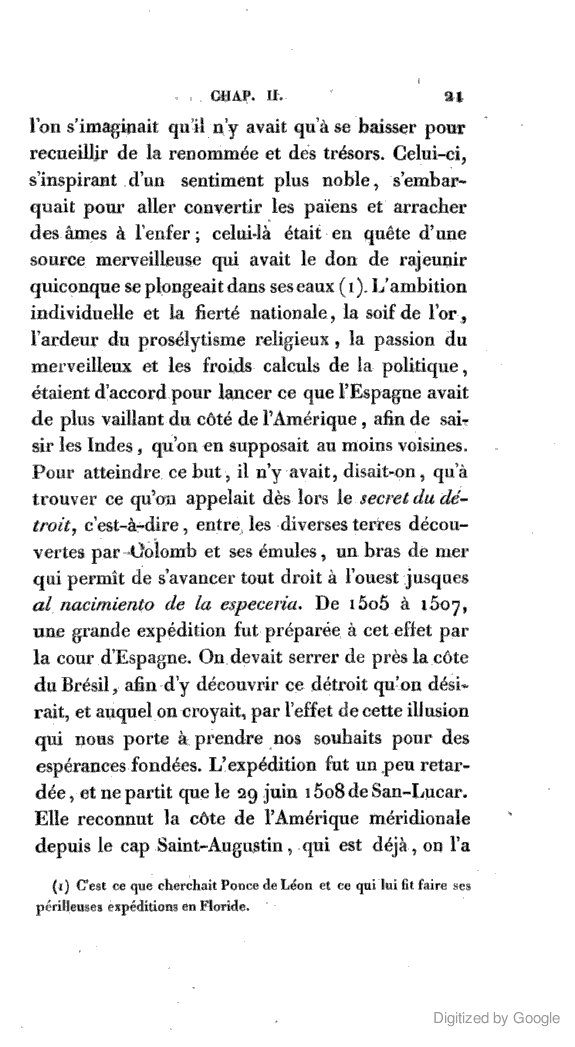 CHAP. II. 21
l'on s'imaginait qu'il n'y avait qu'à se baisser pour
recueillir de la renommée et des trésors. Celui-ci,
s'inspirant d'un sentiment plus noble, s'embar-
quait pour aller convertir les païens et arracher
des âmes à l'enfer ; celui-là était en quête d'une
source merveilleuse qui avait le don de rajeunir
quiconque se plongeait dans ses eaux (1). L'ambition
individuelle et la fierté nationale, la soif de l'or,
l'ardeur du prosélytisme religieux, la passion du
merveilleux et les froids calculs de la politique,
étaient d'accord pour lancer ce que l'Espagne avait
de plus vaillant du côté de l'Amérique, afin de sai-
sir les Indes, qu'on en supposait au moins voisines.
Pour atteindre ce but, il n'y avait, disait-on, qu'à
trouver ce qu'on appelait dès lors le secret du dé-
troit, c'est-à-dire, entre les diverses terres décou-
vertes par Colomb et ses émules, un bras de mer
qui permît de s'avancer tout droit à l'ouest jusques
al nacimiento de la especeria. De 1505 à 1507,
une grande expédition fut préparée à cet effet par
la cour d'Espagne. On devait serrer de près la côte
du Brésil, afin d'y découvrir ce détroit qu'on dési-
rait, et auquel on croyait, par l'effet de cette illusion
qui nous porte à prendre nos souhaits pour des
espérances fondées. L'expédition fut un peu retar-
dée, et ne partit que le 29 juin 1508 de San-Lucar.
Elle reconnut la côte de l'Amérique méridionale
depuis le cap Saint-Augustin, qui est déjà, on l'a
(1) C'est ce que cherchait Ponce de Léon et ce qui lui fit faire ses
périlleuses expéditions en Floride.
Digitized by Google